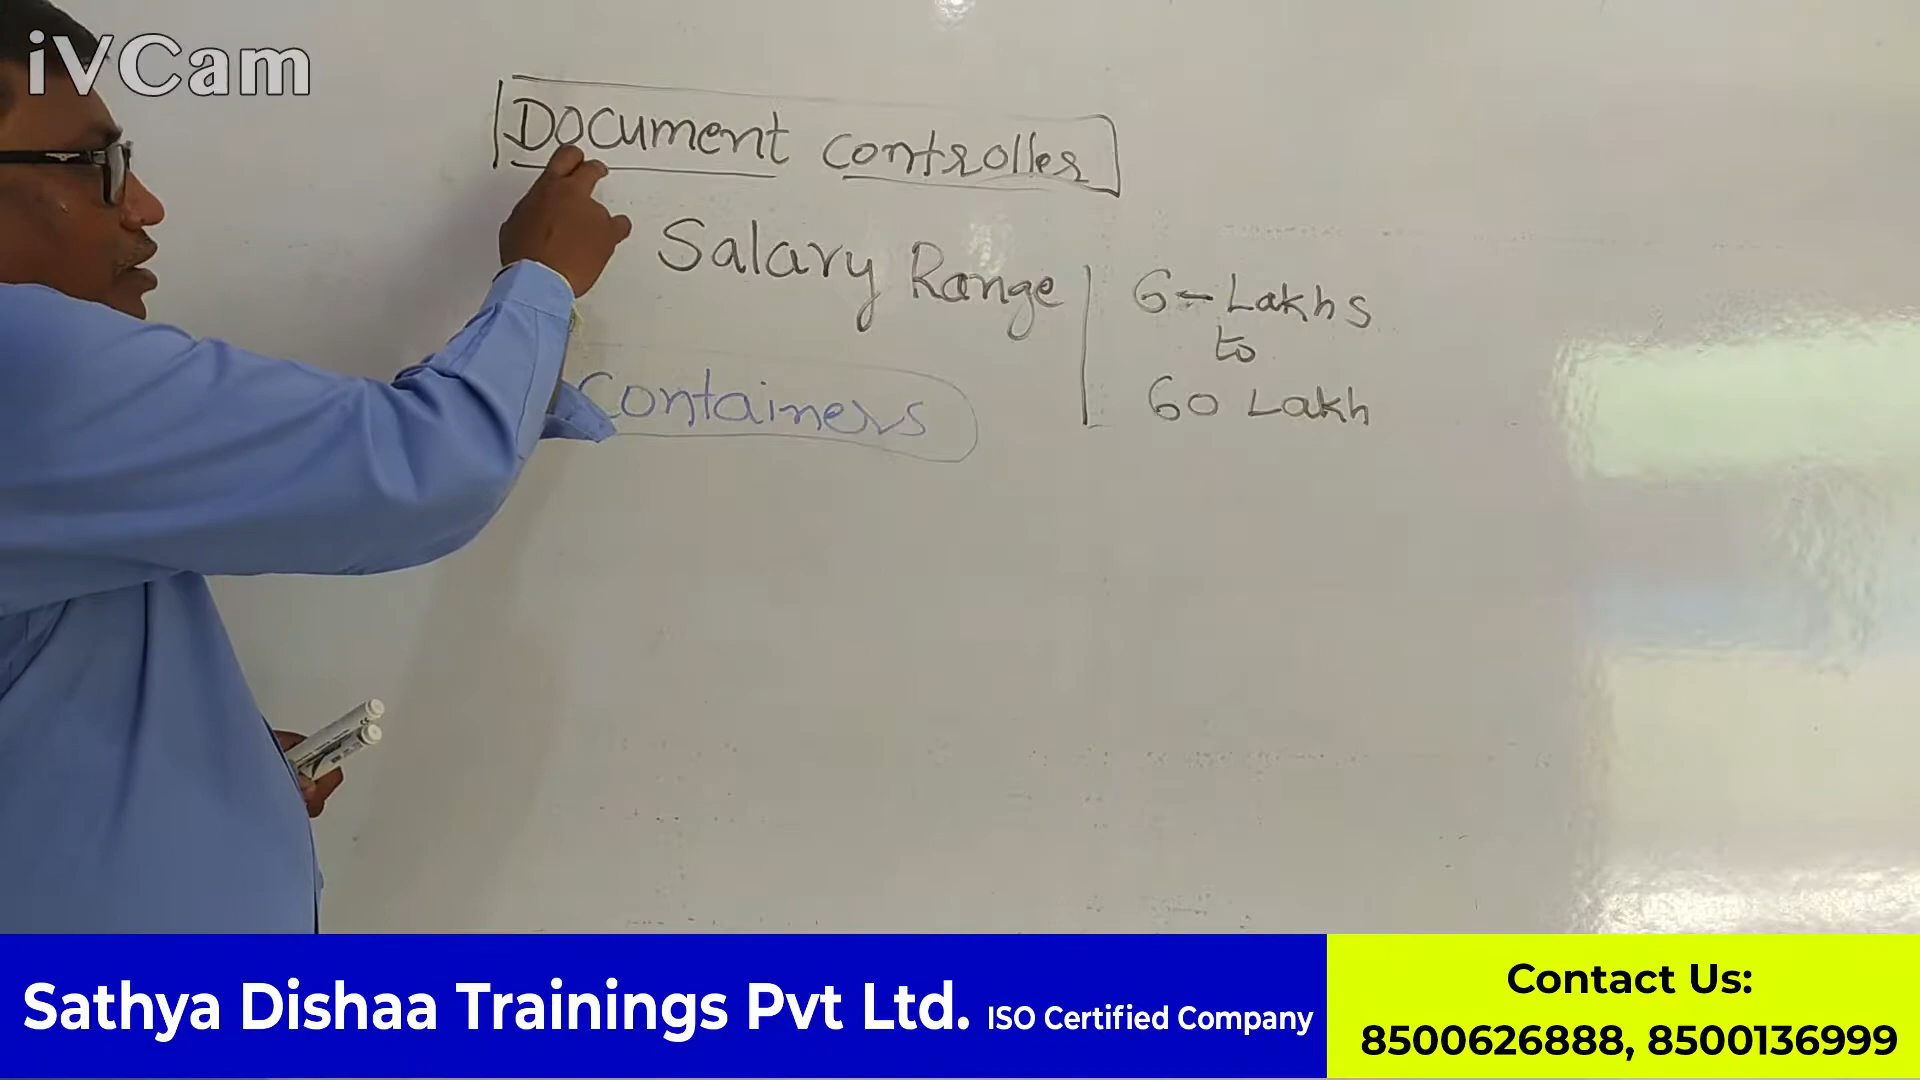 iVCam
Document controller
Salary Range
6 - Lakhs
to
60 Lakh
Containers
Sathya Dishaa Trainings Pvt Ltd. ISO Certified Company
Contact Us:
8500626888, 8500136999